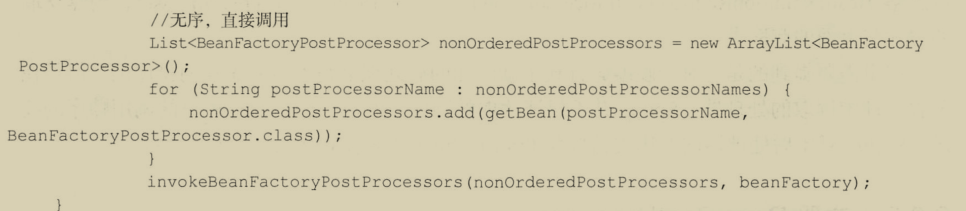 //无序，直接调用
List<BeanFactoryPostProcessor> nonOrderedPostProcessors = new ArrayList<BeanFactory
PostProcessor>();
for (String postProcessorName : nonOrderedPostProcessorNames) {
nonOrderedPostProcessors.add(getBean(postProcessorName,
BeanFactoryPostProcessor.class));
}
invokeBeanFactoryPostProcessors(nonOrderedPostProcessors, beanFactory);
}